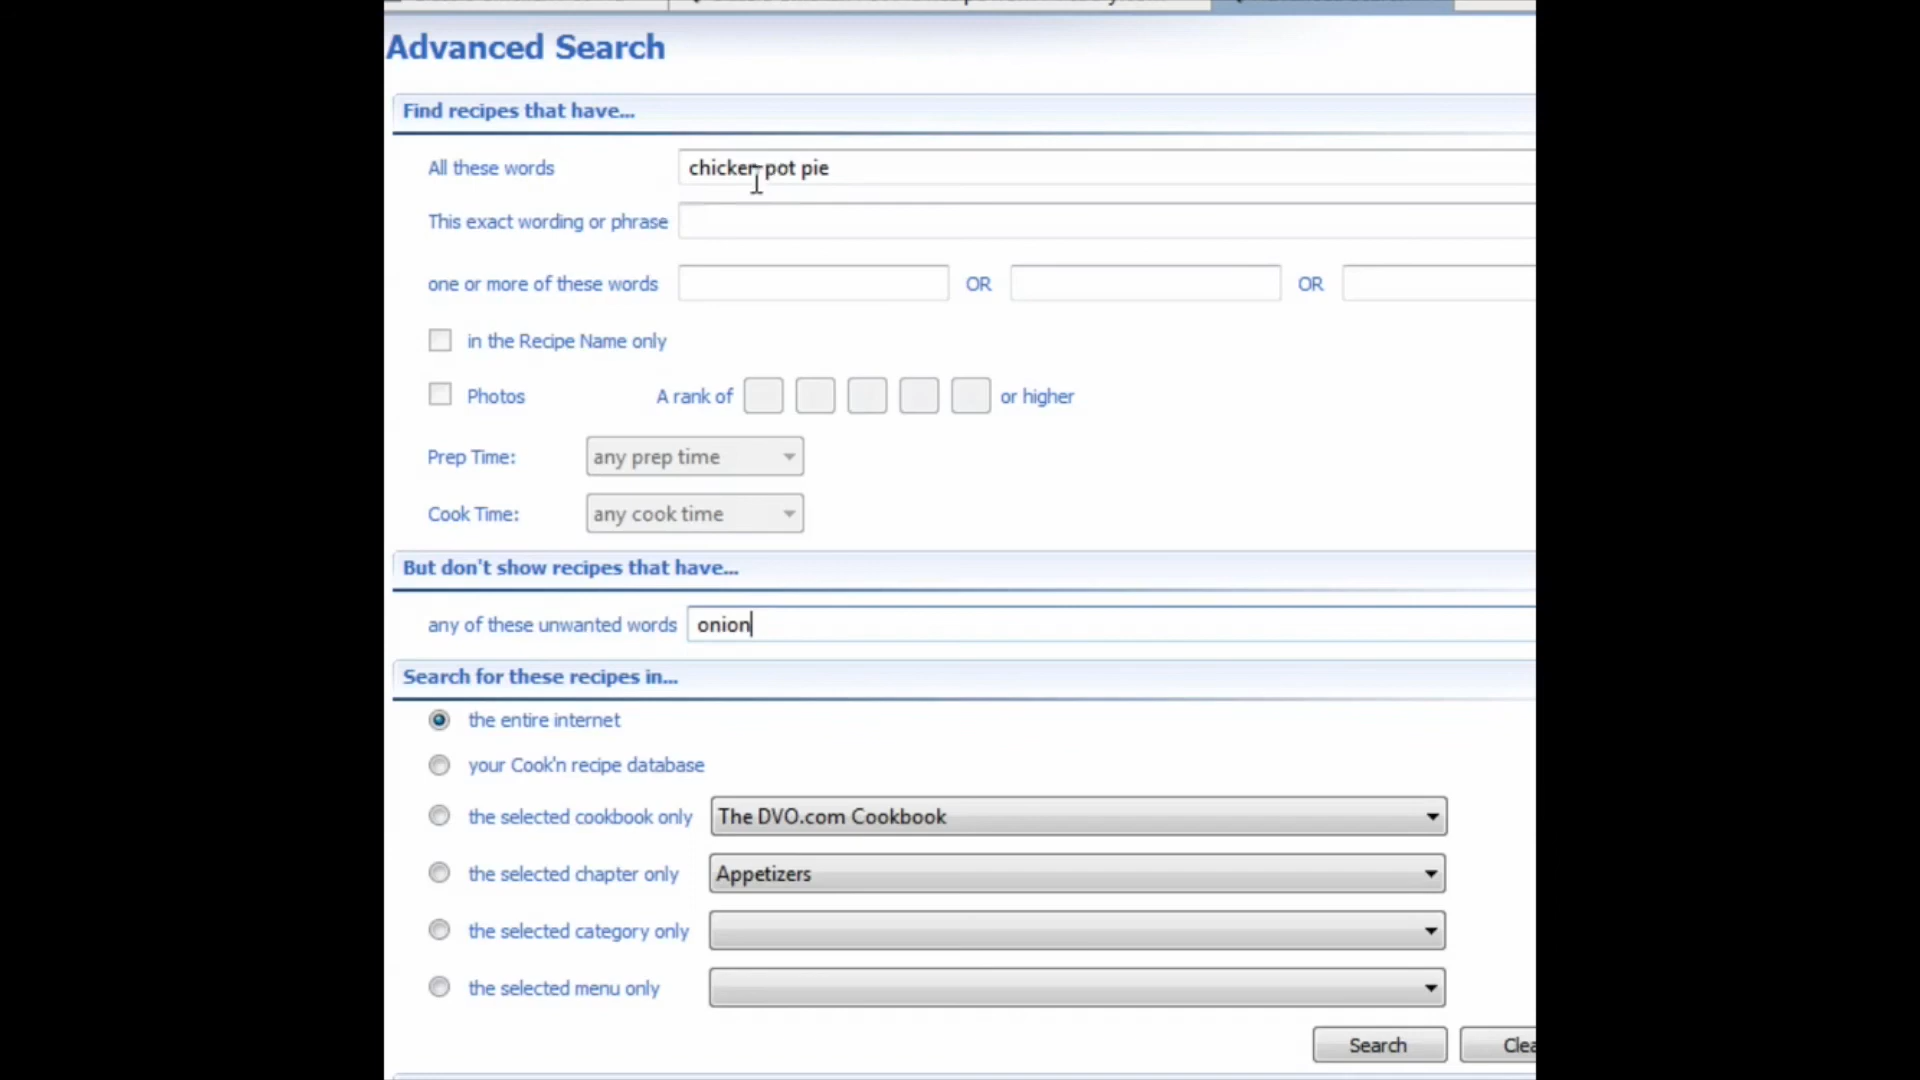 Advanced Search
Find recipes that have...
All these words chicken pot pie
This exact wording or phrase
one or more of these words OR OR
in the Recipe Name only
Photos A rank of or higher
Prep Time: any prep time
Cook Time: any cook time
But don't show recipes that have...
any of these unwanted words onion
Search for these recipes in...
the entire internet
your Cook'n recipe database
the selected cookbook only The DVO.com Cookbook
the selected chapter only Appetizers
the selected category only
the selected menu only
Search Clea